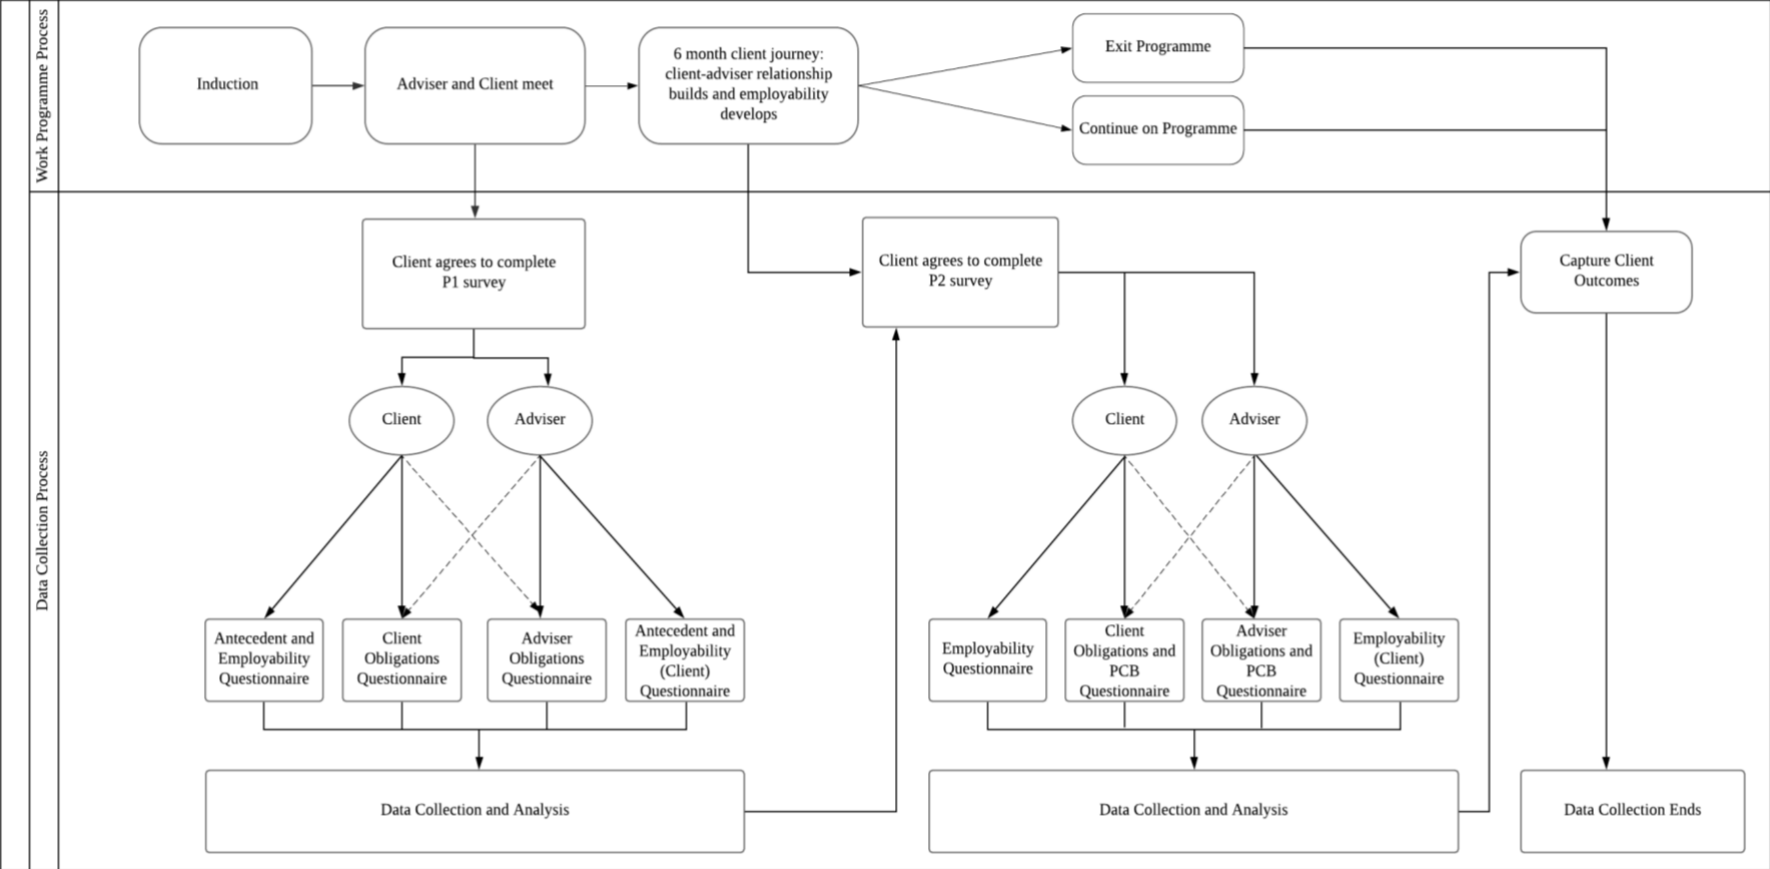 Work Programme Process
Induction
Adviser and Client meet
6 month client journey:
client-adviser relationship
builds and employability
develops
Exit Programme
Continue on Programme
Data Collection Process
Client agrees to complete
P1 survey
Client agrees to complete
P2 survey
Capture Client
Outcomes
Client
Adviser
Client
Adviser
Antecedent and
Employability
Questionnaire
Client
Obligations
Questionnaire
Adviser
Obligations
Questionnaire
Antecedent and
Employability
(Client)
Questionnaire
Employability
Questionnaire
Client
Obligations and
PCB
Questionnaire
Adviser
Obligations and
PCB
Questionnaire
Employability
(Client)
Questionnaire
Data Collection and Analysis
Data Collection and Analysis
Data Collection Ends